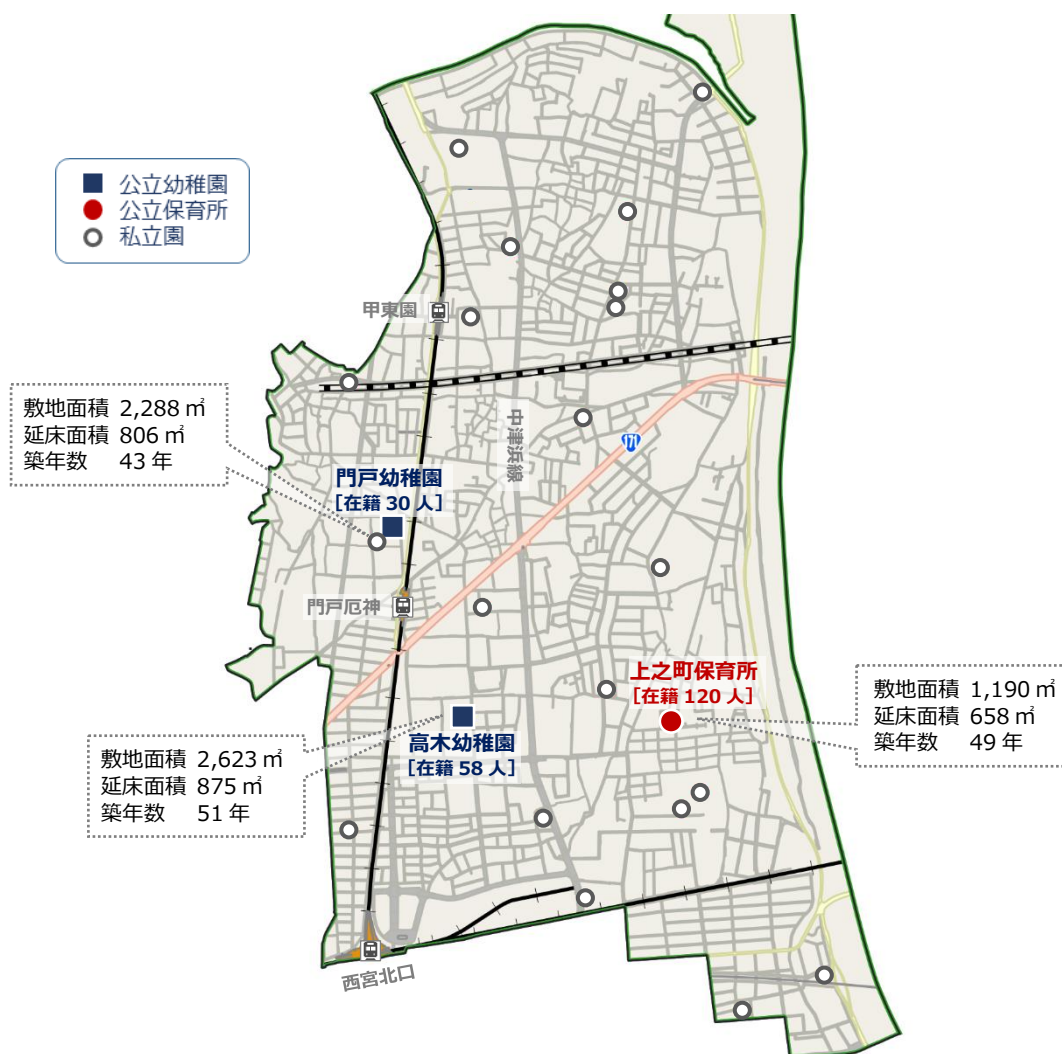 公立幼稚園
公立保育所
私立園
甲東園
敷地面積 2,288 ㎡
延床面積 806 ㎡
築年数 43 年
中津浜線
171
門戸幼稚園
［在籍 30 人］
門戸厄神
上之町保育所
［在籍 120 人］
敷地面積 1,190 ㎡
延床面積 658 ㎡
築年数 49 年
高木幼稚園
［在籍 58 人］
敷地面積 2,623 ㎡
延床面積 875 ㎡
築年数 51 年
西宮北口